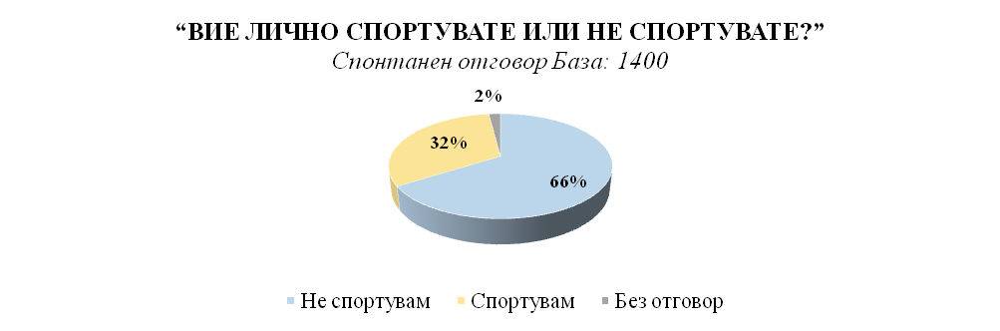 “ВИЕ ЛИЧНО СПОРТУВАТЕ ИЛИ НЕ СПОРТУВАТЕ?”
Спонтанен отговор База: 1400
2%
32%
66%
Не спортувам Спортувам Без отговор